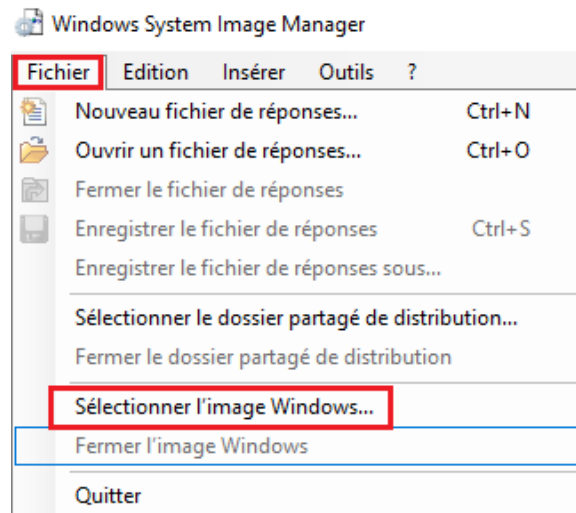 Windows System Image Manager
Fichier Edition Insérer Outils ?
Nouveau fichier de réponses... Ctrl+N
Ouvrir un fichier de réponses... Ctrl+O
Fermer le fichier de réponses
Enregistrer le fichier de réponses Ctrl+S
Enregistrer le fichier de réponses sous...
Sélectionner le dossier partagé de distribution...
Fermer le dossier partagé de distribution
Sélectionner l'image Windows...
Fermer l'image Windows
Quitter